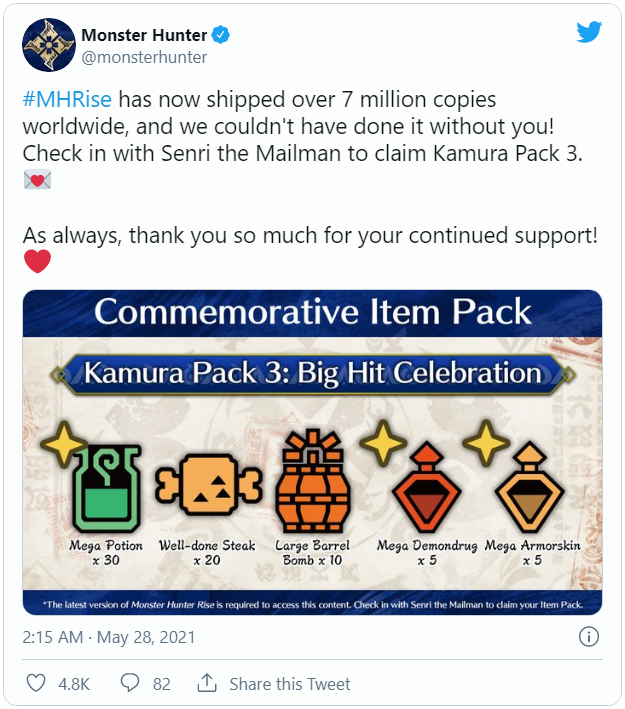 Monster Hunter
@monsterhunter
#MHRise has now shipped over 7 million copies
worldwide, and we couldn't have done it without you!
Check in with Senri the Mailman to claim Kamura Pack 3.
💌
As always, thank you so much for your continued support!
❤️
Commemorative Item Pack
Kamura Pack 3: Big Hit Celebration
Mega Potion
x 30
Well-done Steak
x 20
Large Barrel
Bomb x 10
Mega Demondrug
x 5
Mega Armorskin
x 5
*The latest version of Monster Hunter Rise is required to access this content. Check in with Senri the Mailman to claim your Item Pack.
2:15 AM · May 28, 2021
4.8K 82 Share this Tweet